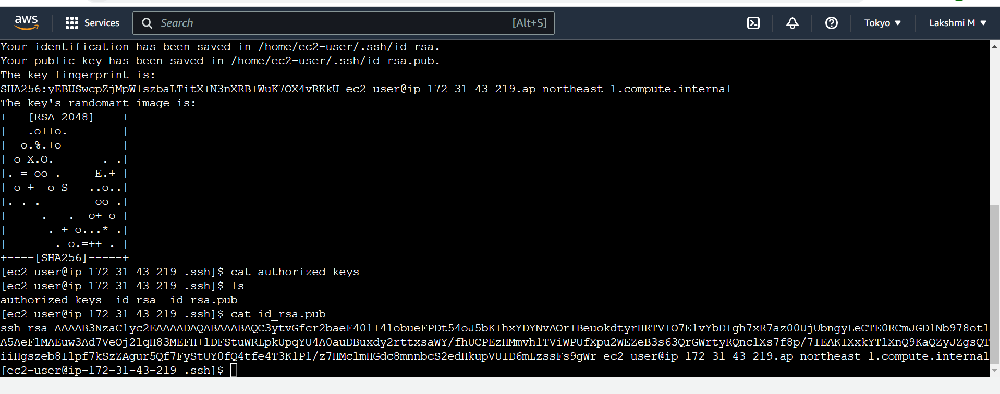 aws Services Search [Alt+S] Tokyo Lakshmi M
Your identification has been saved in /home/ec2-user/.ssh/id_rsa.
Your public key has been saved in /home/ec2-user/.ssh/id_rsa.pub.
The key fingerprint is:
SHA256:yEBUSwcpZjMpWlszbaLTitX+N3nXRB+WuK7OX4vRKkU ec2-user@ip-172-31-43-219.ap-northeast-1.compute.internal
The key's randomart image is:
+---[RSA 2048]----+
|   .o++o.        |
|  o.%.+o         |
| o X.O.       . .|
|. = oo .     E.+ |
| o +  o S   ..o..|
|. . .        oo .|
|     .   .  o+ o |
|      . + o...* .|
|       . o.=++ . |
+----[SHA256]-----+
[ec2-user@ip-172-31-43-219 .ssh]$ cat authorized_keys
[ec2-user@ip-172-31-43-219 .ssh]$ ls
authorized_keys  id_rsa  id_rsa.pub
[ec2-user@ip-172-31-43-219 .ssh]$ cat id_rsa.pub
ssh-rsa AAAAB3NzaC1yc2EAAAADAQABAAABAQC3ytvGfcr2baeF401I4lobueFPDt54oJ5bK+hxYDYNvAOrIBeuokdtyrHRTVIO7E1vYbDIgh7xR7az00UjUbngyLeCTE0RCmJGD1Nb978otl
A5AeFlMAEuw3Ad7VeOj2lqH83MEFH+lDFStuWRLpkUpqYU4A0auDBuxdy2rttxsaWY/fhUCPEzHMmvh1TViWPUfXpu2WEZeB3s63QrGWrtyRQnclXs7f8p/7IEAKIXxkYTlXnQ9KaQZyJZgsQT
iiHgszeb8Ilpf7kSzZAgur5Qf7FyStUY0fQ4tfe4T3K1P1/z7HMclmHGdc8mnnbcS2edHkupVUID6mLzssFs9gWr ec2-user@ip-172-31-43-219.ap-northeast-1.compute.internal
[ec2-user@ip-172-31-43-219 .ssh]$